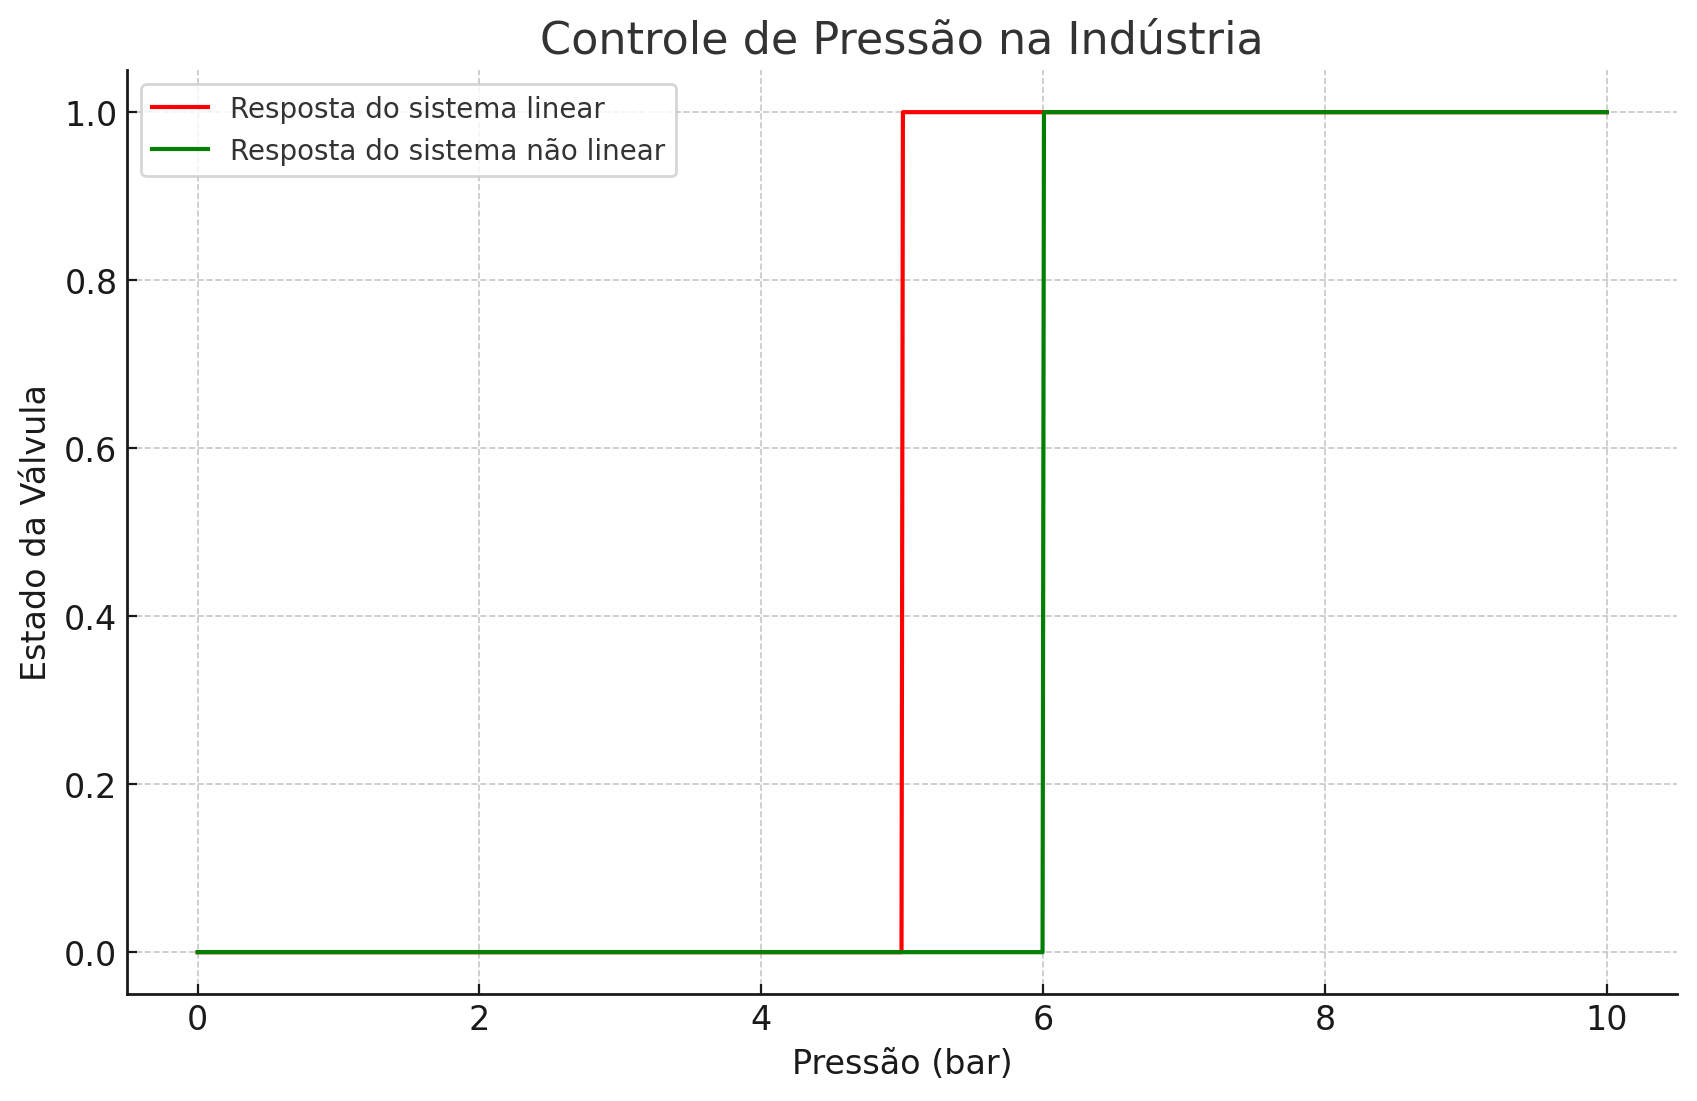 Controle de Pressão na Indústria
Resposta do sistema linear
Resposta do sistema não linear
Estado da Válvula
1.0
0.8
0.6
0.4
0.2
0.0
0 2 4 6 8 10
Pressão (bar)